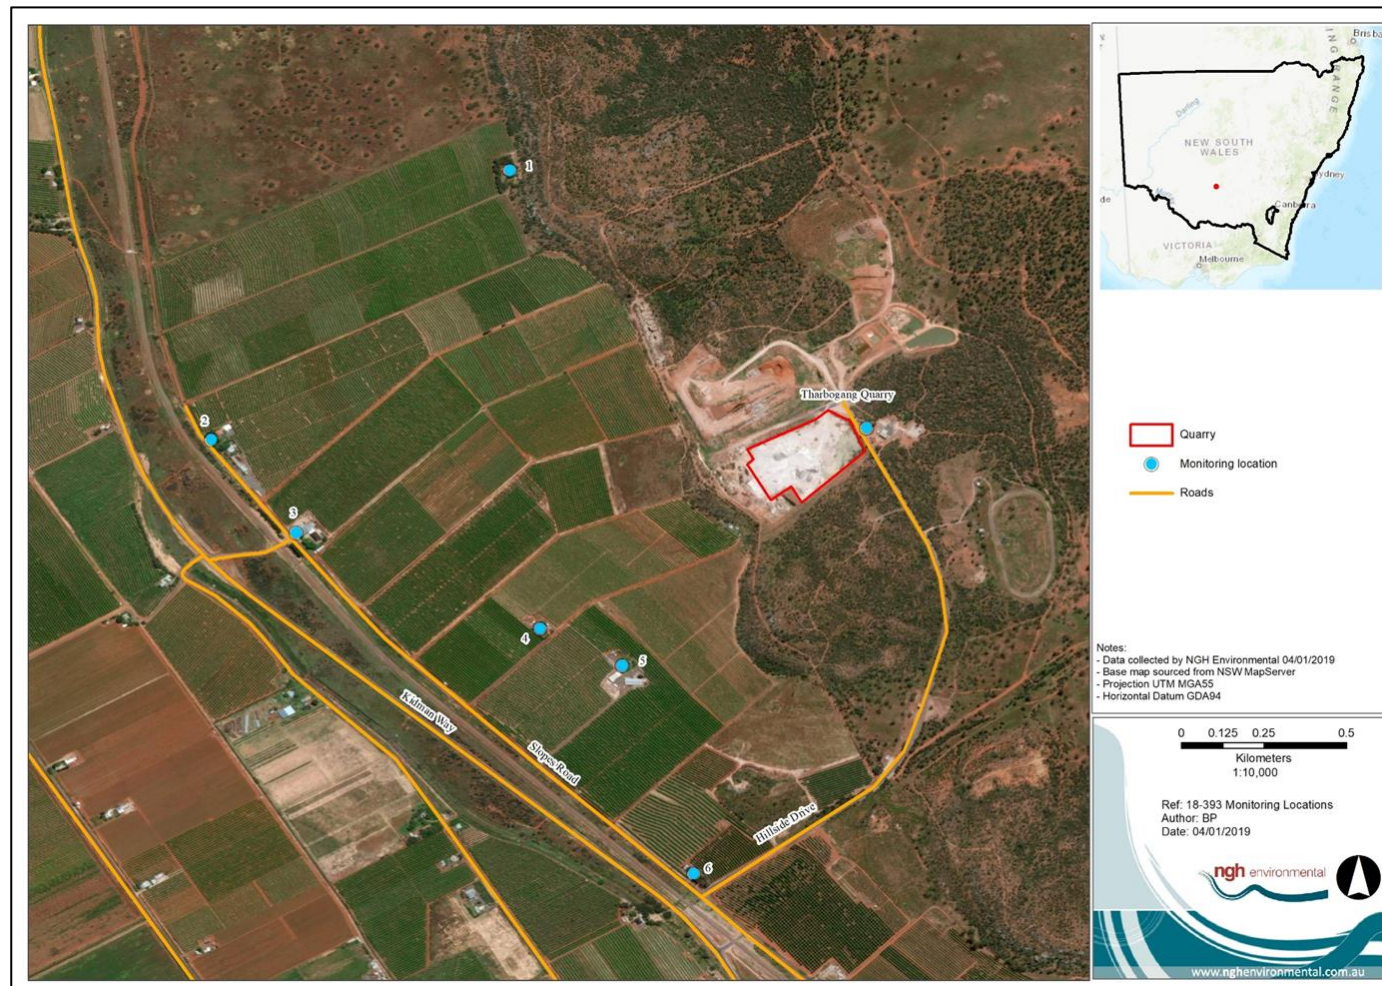 1
2
3
4
5
6
Tharbogang Quarry
Kidman Way
Slopes Road
Hillside Drive
Brisba
NG RANGE
Darling
NEW SOUTH
WALES
ydney
Canberra
de
VICTORIA
Melbourne
Quarry
Monitoring location
Roads
Notes:
- Data collected by NGH Environmental 04/01/2019
- Base map sourced from NSW MapServer
- Projection UTM MGA55
- Horizontal Datum GDA94
0 0.125 0.25 0.5
Kilometers
1:10,000
Ref: 18-393 Monitoring Locations
Author: BP
Date: 04/01/2019
ngh environmental
www.nghenvironmental.com.au